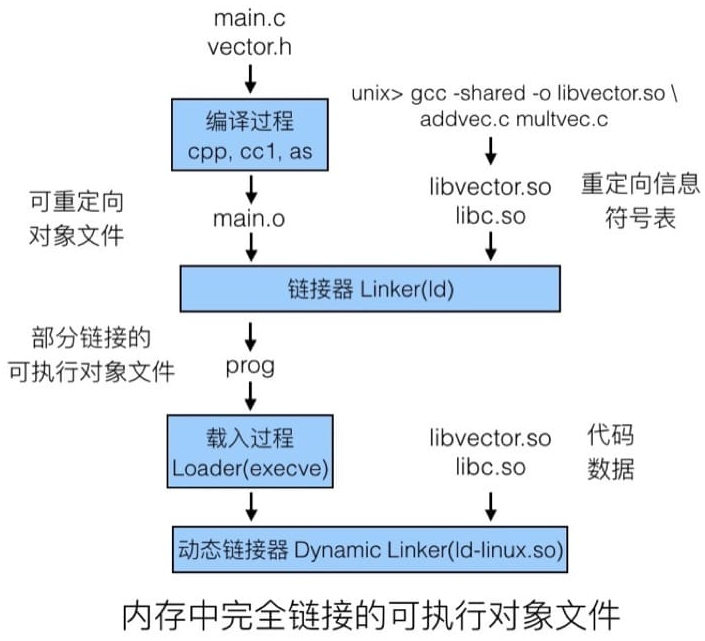 main.c
vector.h
编译过程
cpp, cc1, as
unix> gcc -shared -o libvector.so \
addvec.c multvec.c
可重定向
对象文件
main.o
libvector.so
libc.so
重定向信息
符号表
链接器 Linker(ld)
部分链接的
可执行对象文件
prog
载入过程
Loader(execve)
libvector.so
libc.so
代码
数据
动态链接器 Dynamic Linker(ld-linux.so)
内存中完全链接的可执行对象文件